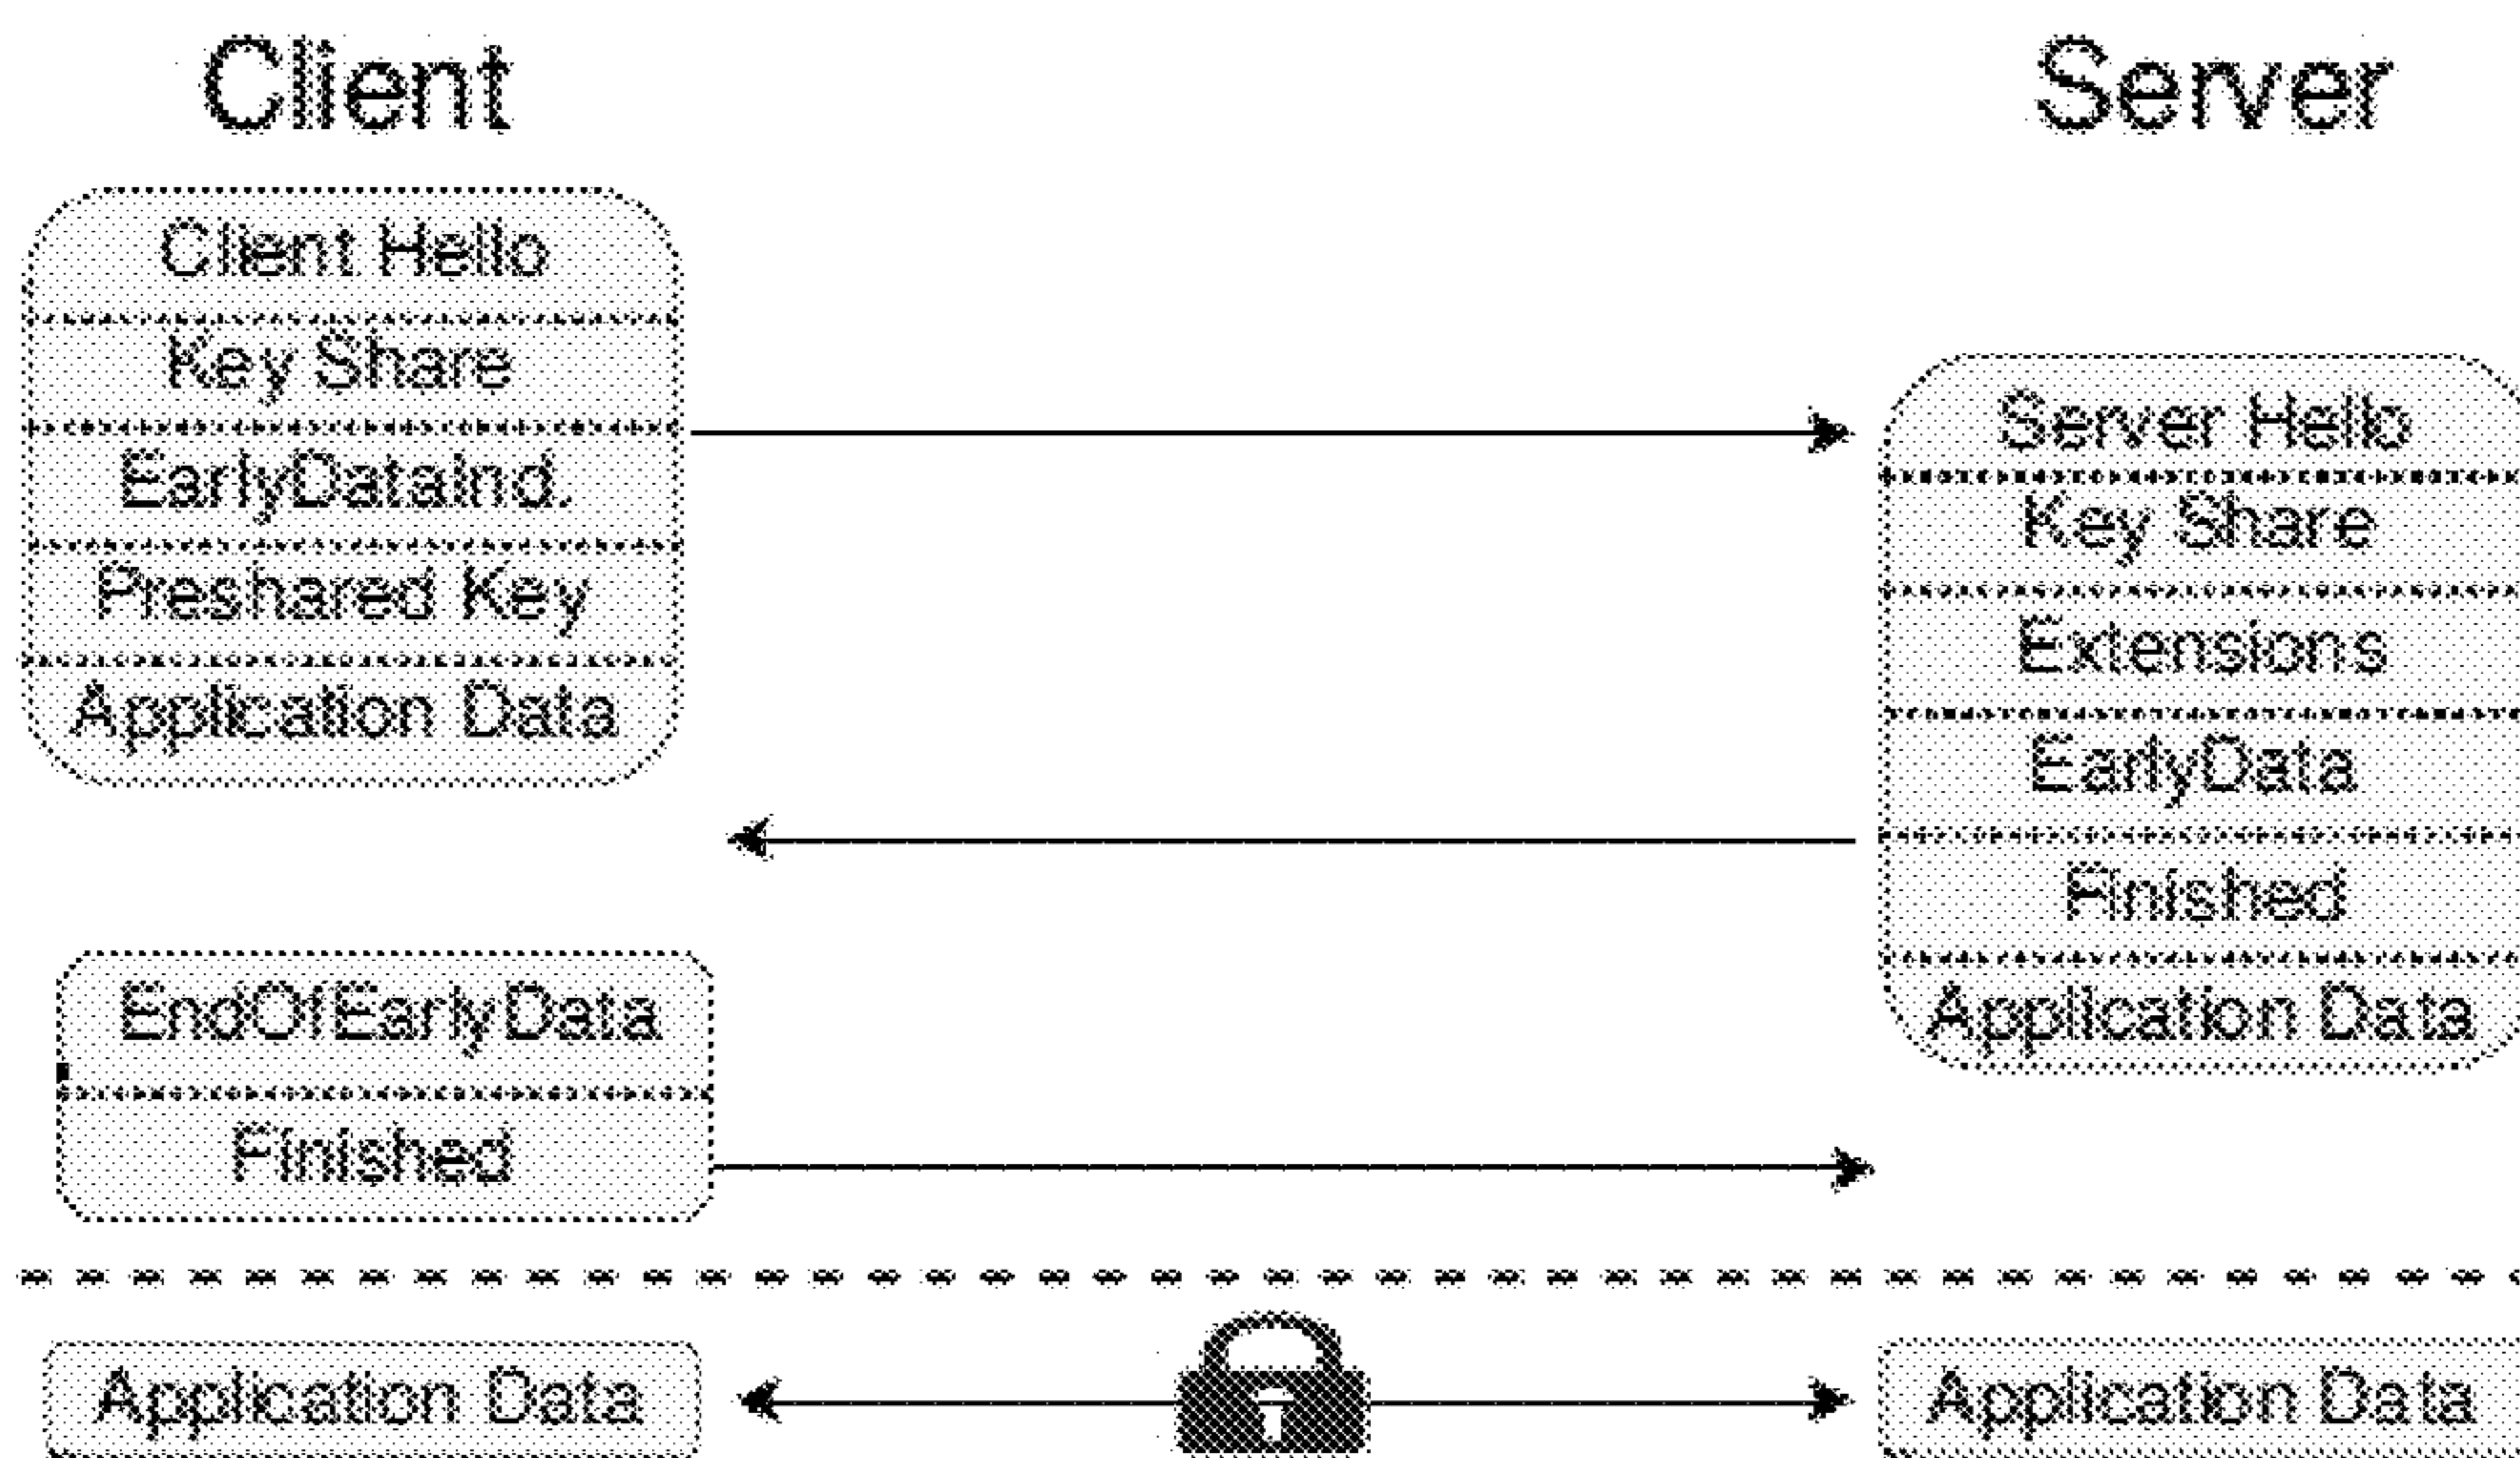 Client
Server
Client Hello
Key Share
EarlyDataInd.
Preshared Key
Application Data
Server Hello
Key Share
Extensions
EarlyData
Finished
Application Data
EndOfEarlyData
Finished
Application Data
Application Data